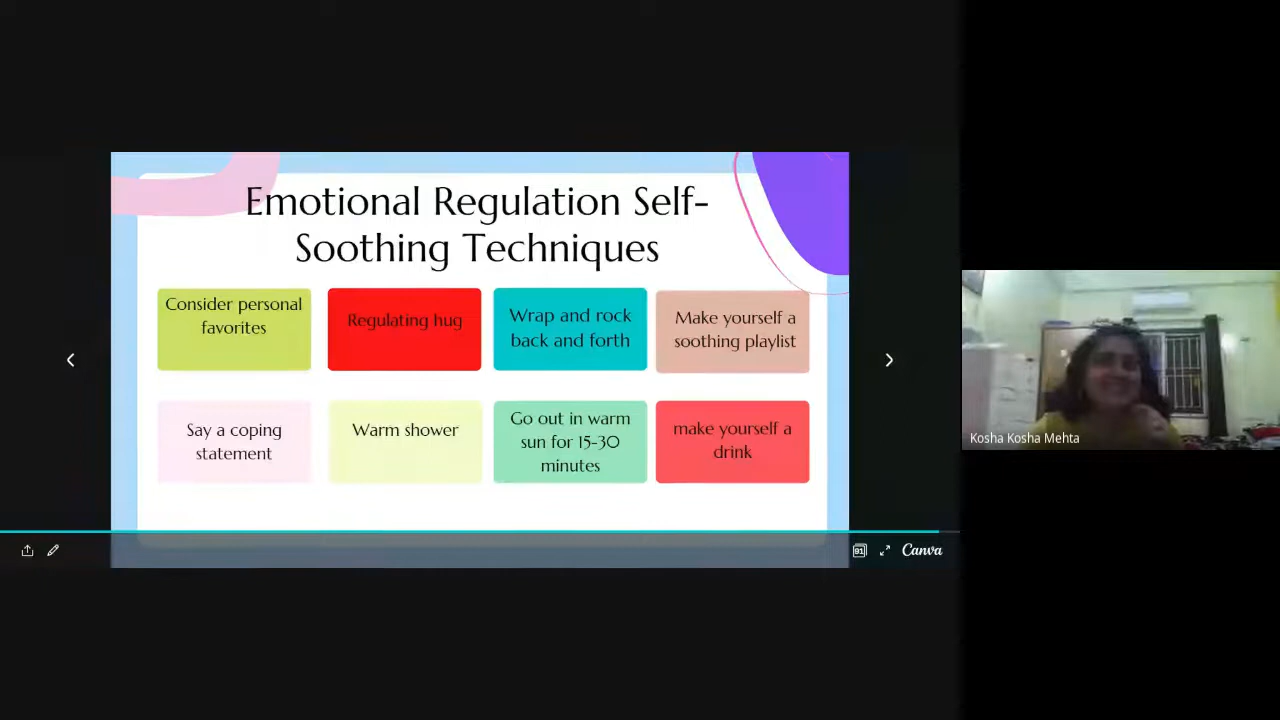 Emotional Regulation Self-
Soothing Techniques
Consider personal
favorites
Regulating hug
Wrap and rock
back and forth
Make yourself a
soothing playlist
Say a coping
statement
Warm shower
Go out in warm
sun for 15-30
minutes
make yourself a
drink
Kosha Kosha Mehta
91
Canva